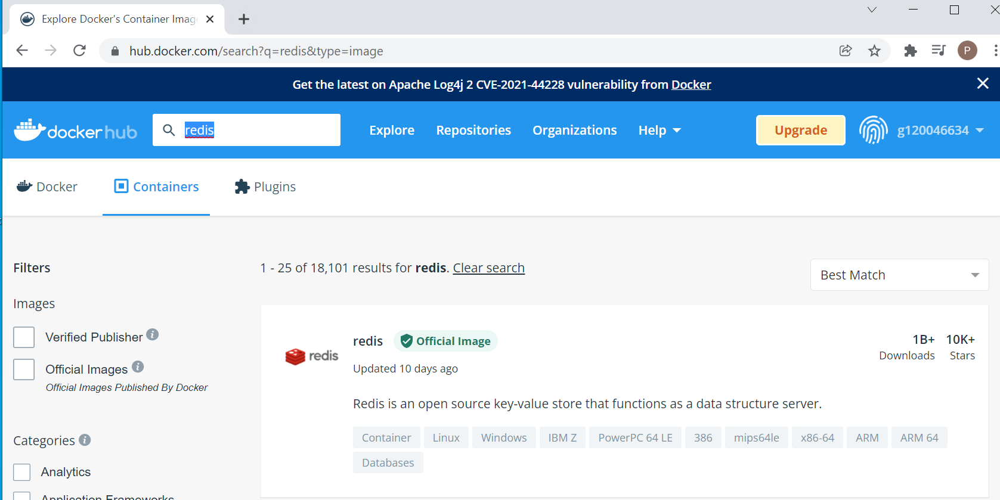 Explore Docker's Container Imag
hub.docker.com/search?q=redis&type=image
P
Get the latest on Apache Log4j 2 CVE-2021-44228 vulnerability from Docker
docker hub
redis
Explore
Repositories
Organizations
Help
Upgrade
g120046634
Docker
Containers
Plugins
Filters
1 - 25 of 18,101 results for redis. Clear search
Best Match
Images
Verified Publisher
Official Images
Official Images Published By Docker
Categories
Analytics
Application Frameworks
redis
redis
Official Image
Updated 10 days ago
1B+
Downloads
10K+
Stars
Redis is an open source key-value store that functions as a data structure server.
Container
Linux
Windows
IBM Z
PowerPC 64 LE
386
mips64le
x86-64
ARM
ARM 64
Databases